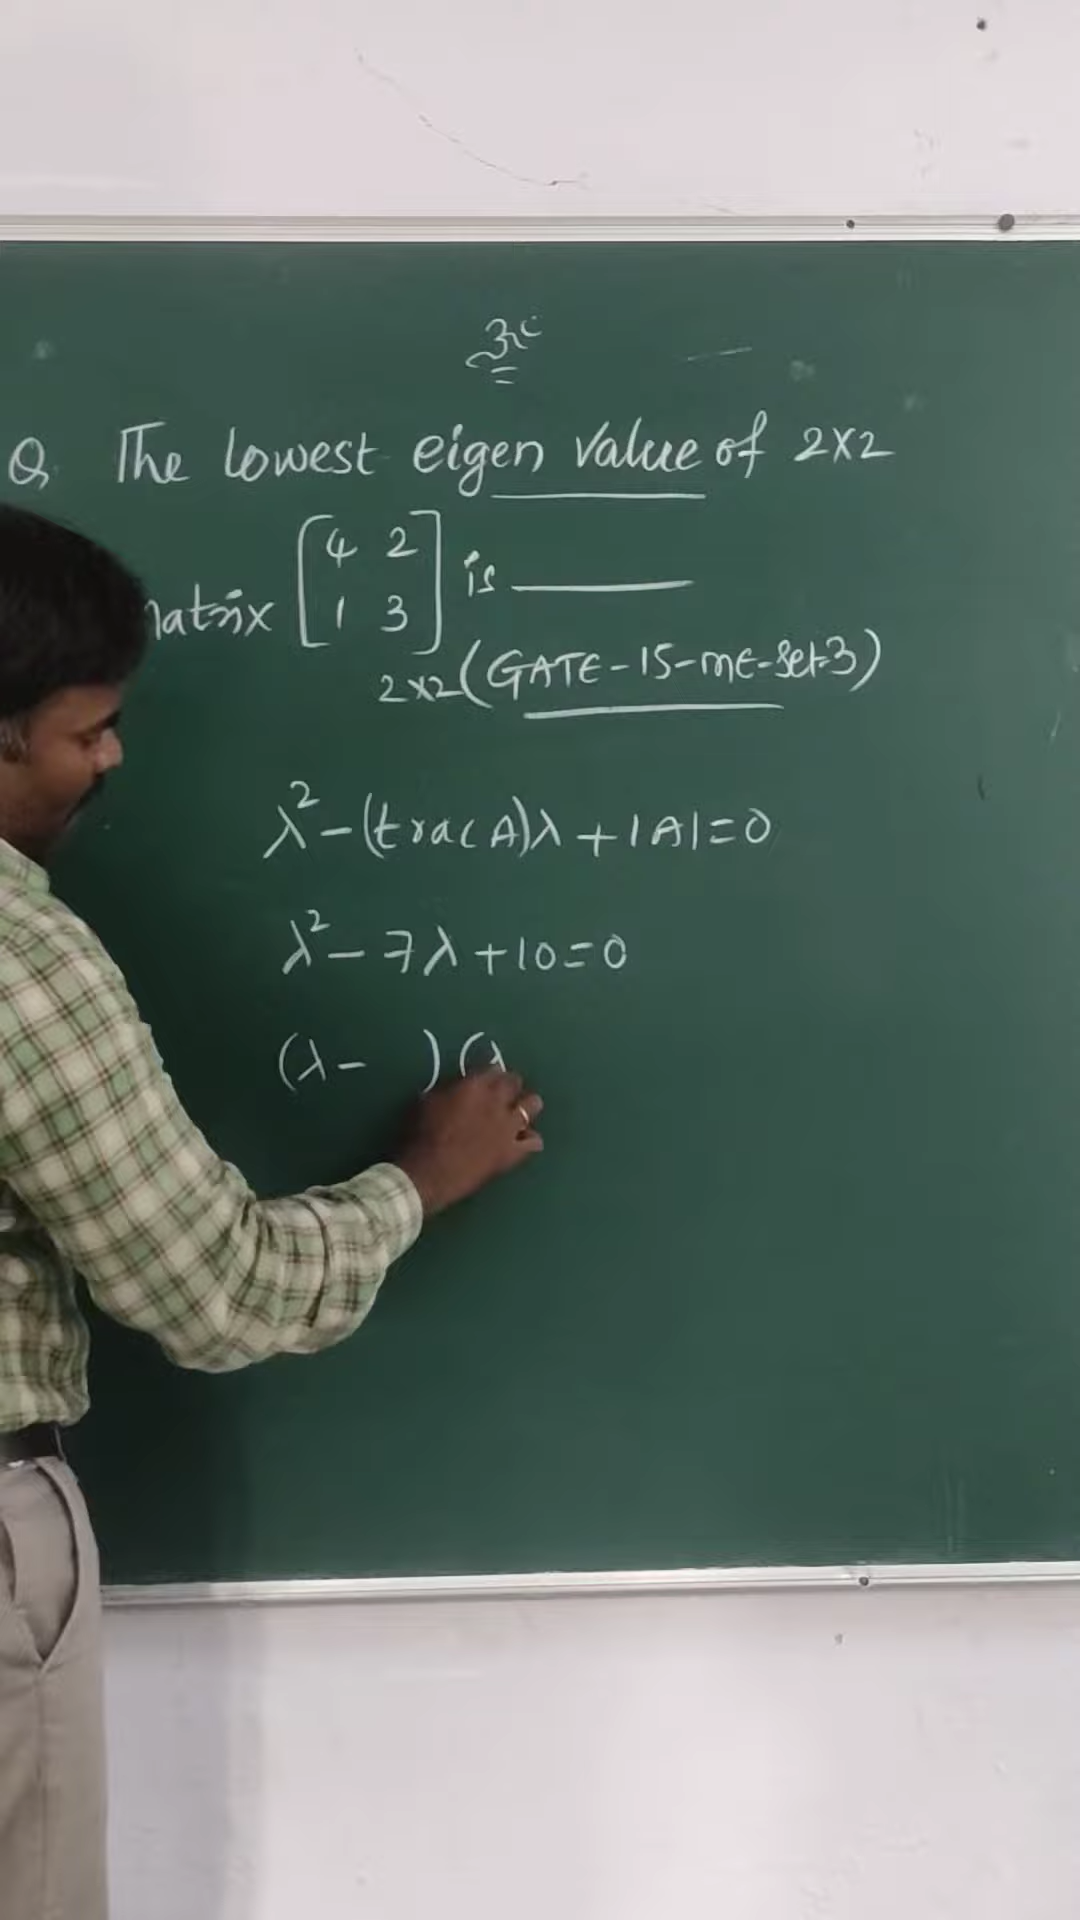 Q The lowest eigen value of 2x2
matrix [4 2
1 3] is ______
2x2 (GATE-15-ME-Set-3)
λ² - (trac A)λ + |A| = 0
λ² - 7λ + 10 = 0
(λ - ) (λ